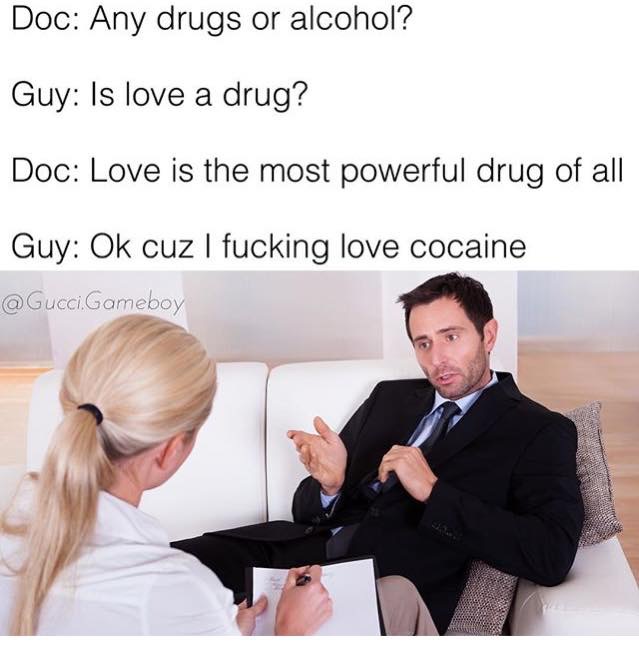 Doc: Any drugs or alcohol?
Guy: Is love a drug?
Doc: Love is the most powerful drug of all
Guy: Ok cuz I fucking love cocaine
@Gucci.Gameboy